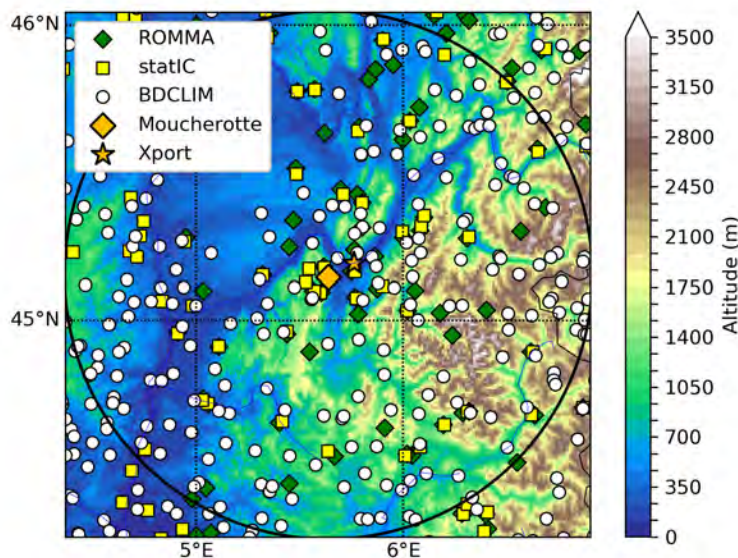 46°N
ROMMA
statIC
BDCLIM
Moucherotte
Xport
45°N
5°E
6°E
3500
3150
2800
2450
2100
1750
1400
1050
700
350
0
Altitude (m)